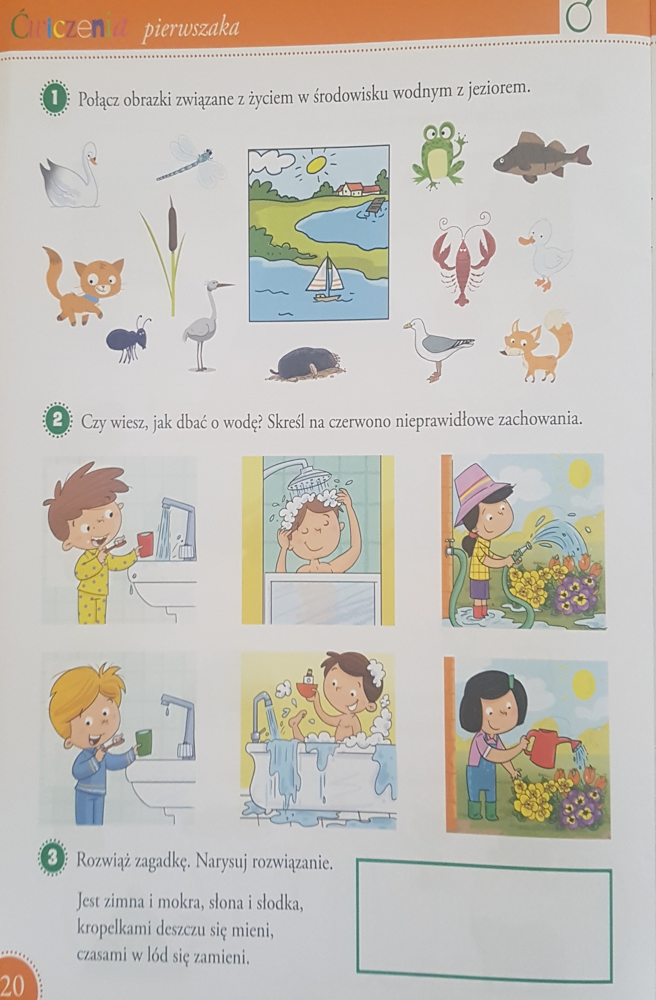 Ćwiczenia pierwszaka
1 Połącz obrazki związane z życiem w środowisku wodnym z jeziorem.
2 Czy wiesz, jak dbać o wodę? Skreśl na czerwono nieprawidłowe zachowania.
3 Rozwiąż zagadkę. Narysuj rozwiązanie.
Jest zimna i mokra, słona i słodka,
kropelkami deszczu się mieni,
czasami w lód się zamieni.
20